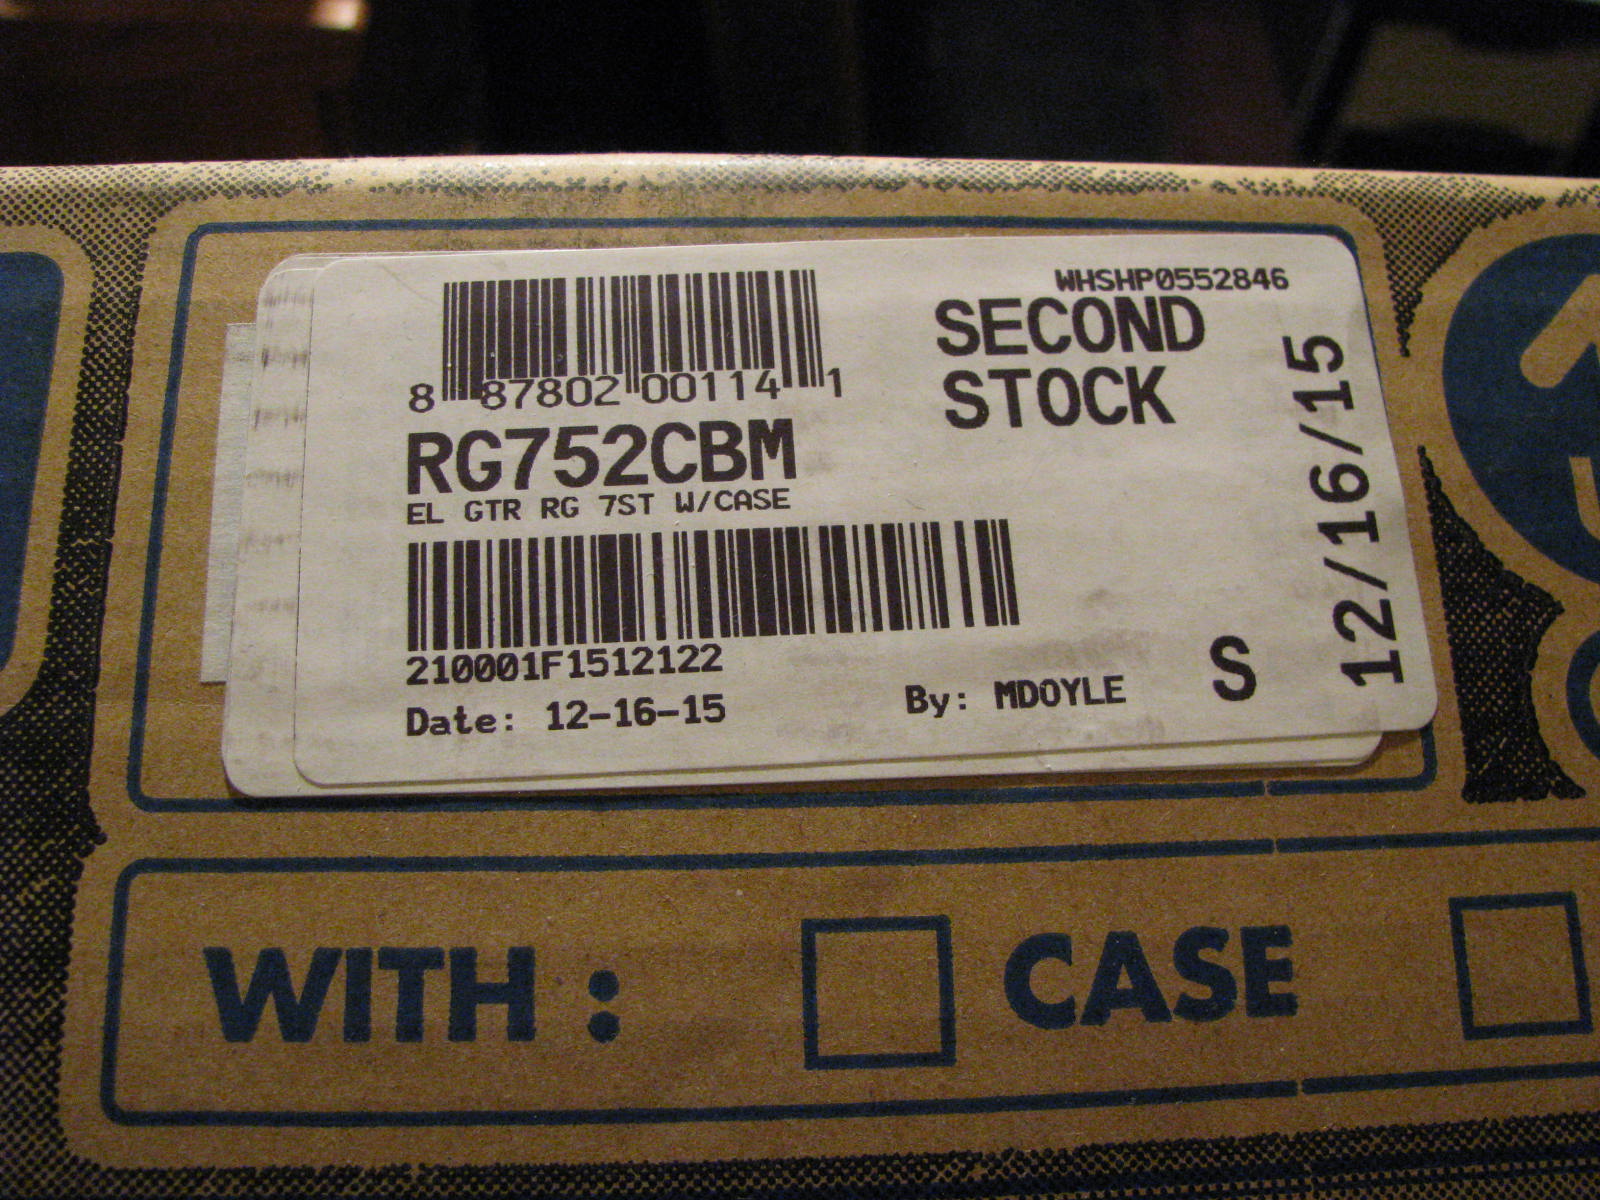 WHSHP0552846
8 87802 00114 1
SECOND
STOCK
RG752CBM
EL GTR RG 7ST W/CASE
210001F1512122
Date: 12-16-15
By: MDOYLE
S
12/16/15
WITH :
CASE